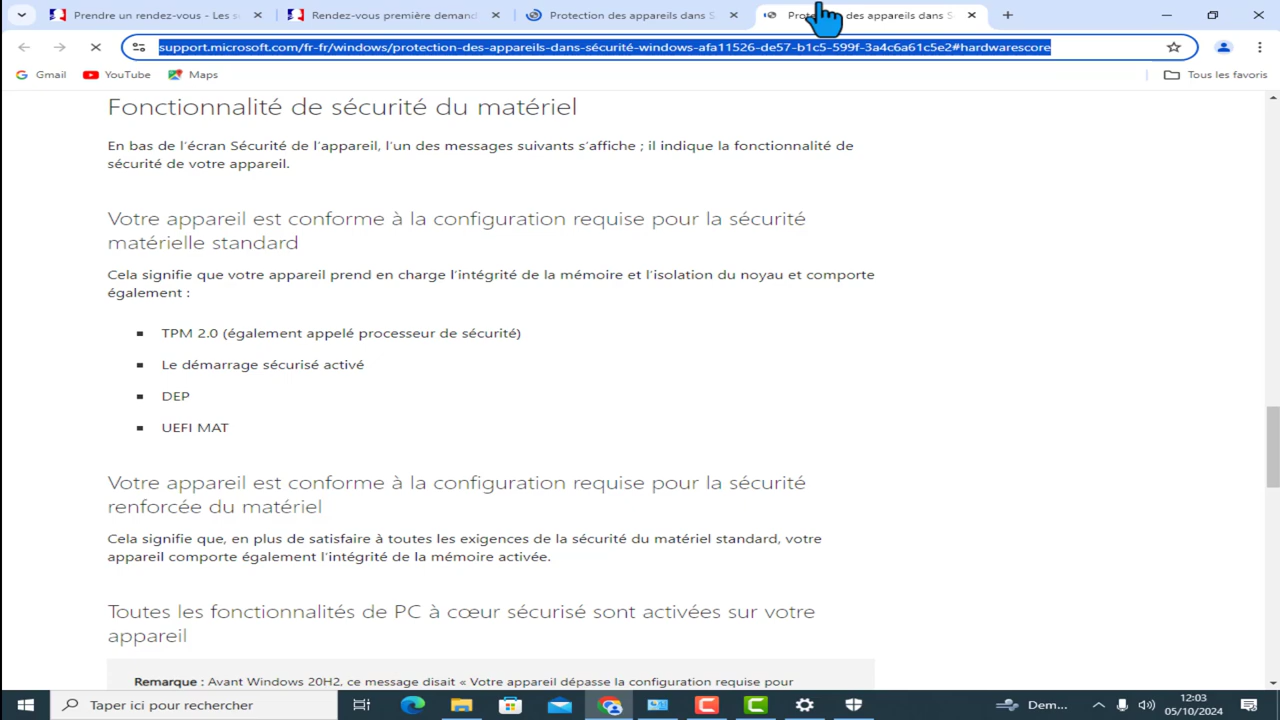 Prendre un rendez-vous - Les s
Rendez-vous première demand
Protection des appareils dans S
des appareils dans S
support.microsoft.com/fr-fr/windows/protection-des-appareils-dans-sécurité-windows-afa11526-de57-b1c5-599f-3a4c6a61c5e2#hardwarescore
Gmail
YouTube
Maps
Tous les favoris
Fonctionnalité de sécurité du matériel
En bas de l'écran Sécurité de l'appareil, l'un des messages suivants s'affiche ; il indique la fonctionnalité de
sécurité de votre appareil.
Votre appareil est conforme à la configuration requise pour la sécurité
matérielle standard
Cela signifie que votre appareil prend en charge l'intégrité de la mémoire et l'isolation du noyau et comporte
également :
TPM 2.0 (également appelé processeur de sécurité)
Le démarrage sécurisé activé
DEP
UEFI MAT
Votre appareil est conforme à la configuration requise pour la sécurité
renforcée du matériel
Cela signifie que, en plus de satisfaire à toutes les exigences de la sécurité du matériel standard, votre
appareil comporte également l'intégrité de la mémoire activée.
Toutes les fonctionnalités de PC à cœur sécurisé sont activées sur votre
appareil
Remarque : Avant Windows 20H2, ce message disait « Votre appareil dépasse la configuration requise pour
Taper ici pour rechercher
Dem...
12:03
05/10/2024